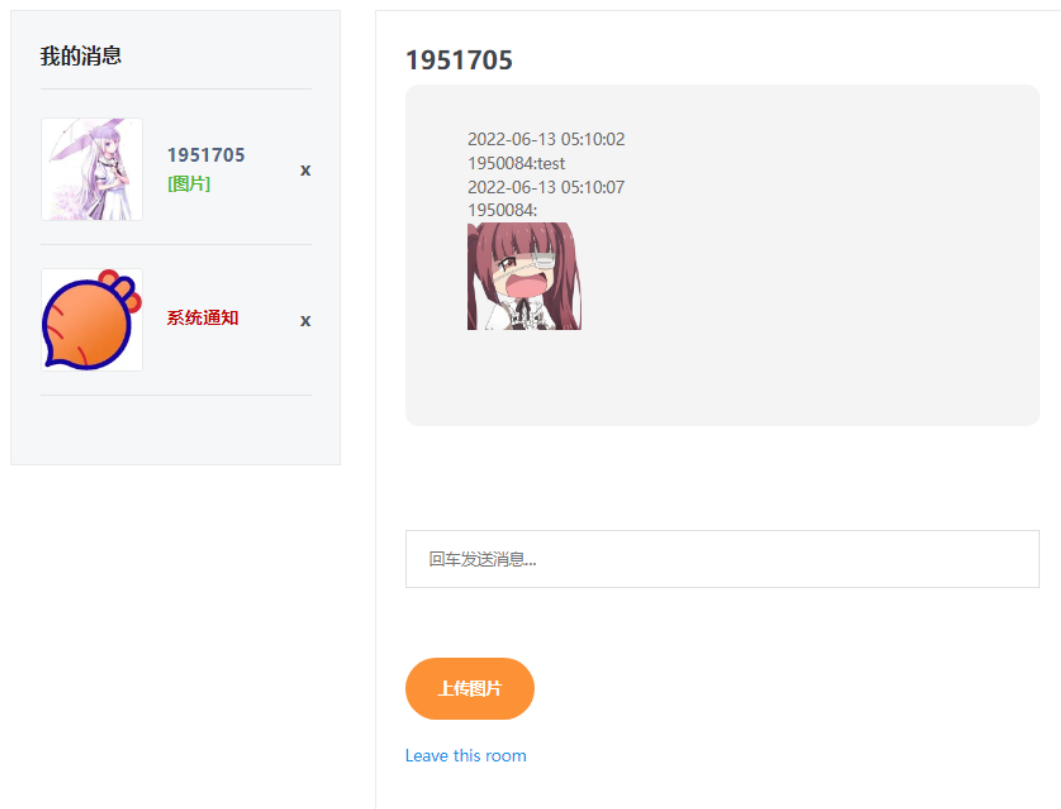 我的消息
1951705
[图片]
x
系统通知
x
1951705
2022-06-13 05:10:02
1950084:test
2022-06-13 05:10:07
1950084:
回车发送消息...
上传图片
Leave this room